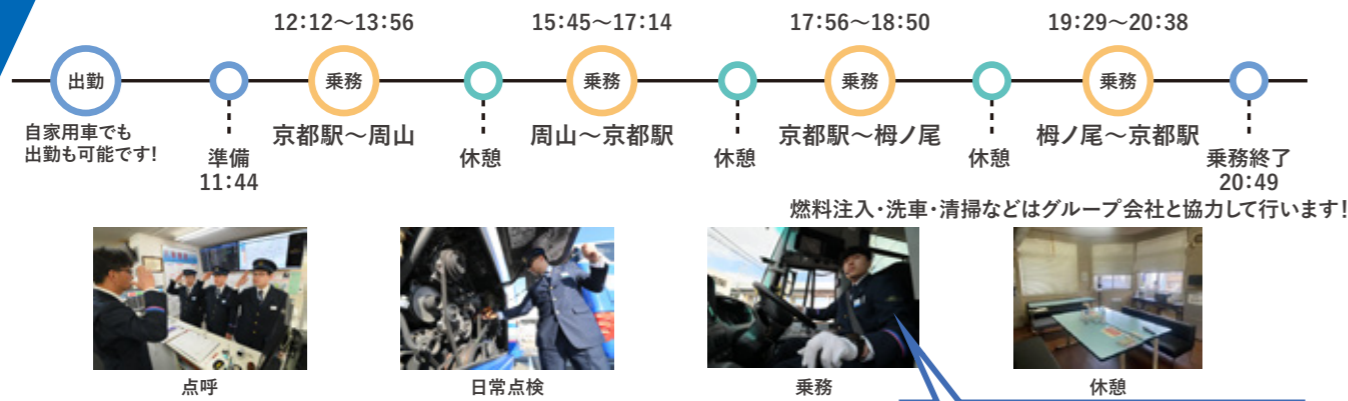 12:12～13:56
15:45～17:14
17:56～18:50
19:29～20:38
出勤
乗務
乗務
乗務
乗務
自家用車でも
出勤も可能です!
準備
11:44
京都駅～周山
休憩
周山～京都駅
休憩
京都駅～栂ノ尾
休憩
栂ノ尾～京都駅
乗務終了
20:49
燃料注入・洗車・清掃などはグループ会社と協力して行います!
点呼
日常点検
乗務
休憩